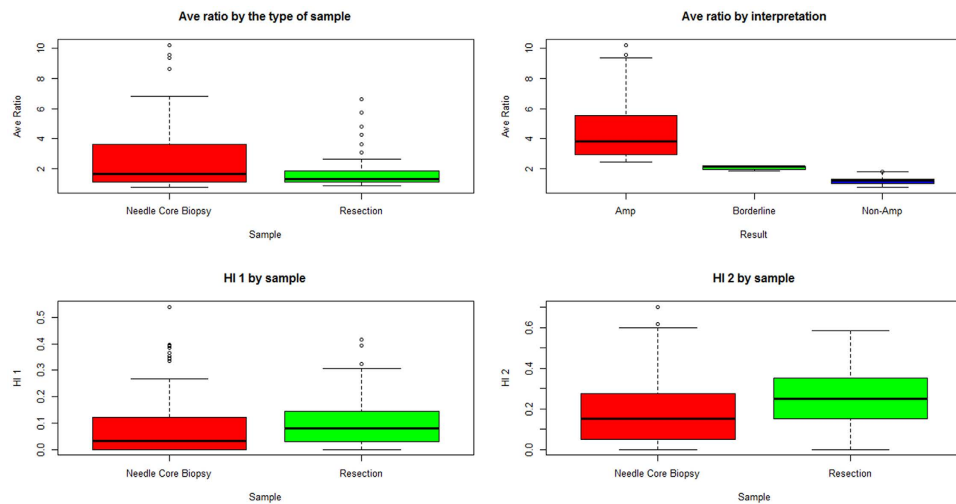 Ave ratio by the type of sample
Ave Ratio
10
8
6
4
2
Needle Core Biopsy Resection
Sample
Ave ratio by interpretation
Ave Ratio
10
8
6
4
2
Amp Borderline Non-Amp
Result
HI 1 by sample
HI 1
0.5
0.4
0.3
0.2
0.1
0.0
Needle Core Biopsy Resection
Sample
HI 2 by sample
HI 2
0.6
0.4
0.2
0.0
Needle Core Biopsy Resection
Sample